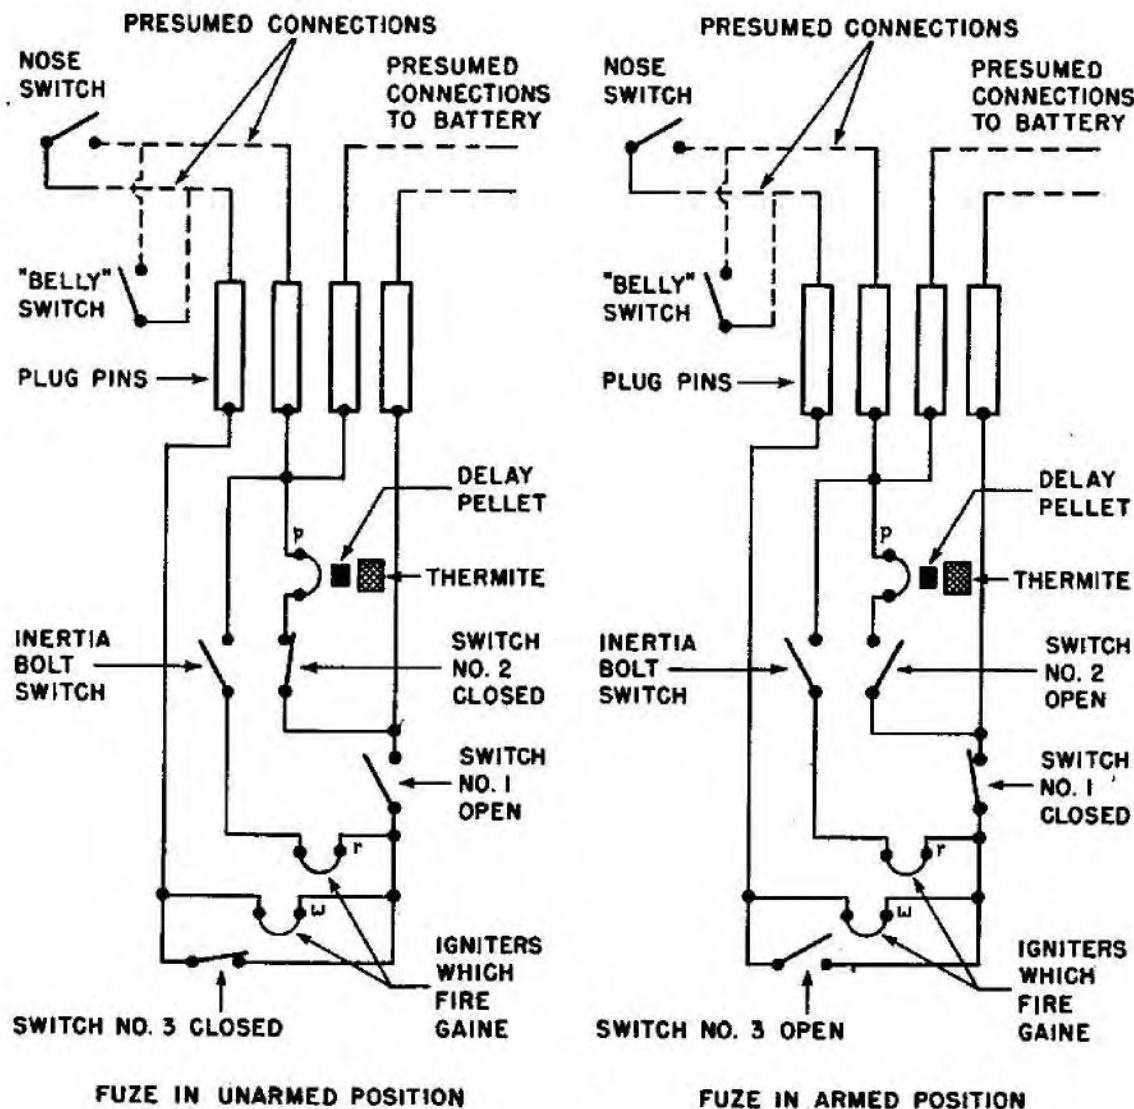 PRESUMED CONNECTIONS
NOSE
SWITCH
PRESUMED
CONNECTIONS
TO BATTERY
"BELLY"
SWITCH
PLUG PINS
DELAY
PELLET
p
THERMITE
INERTIA
BOLT
SWITCH
SWITCH
NO. 2
CLOSED
SWITCH
NO. 1
OPEN
r
w
IGNITERS
WHICH
FIRE
GAINE
SWITCH NO. 3 CLOSED
FUZE IN UNARMED POSITION
PRESUMED CONNECTIONS
NOSE
SWITCH
PRESUMED
CONNECTIONS
TO BATTERY
"BELLY"
SWITCH
PLUG PINS
DELAY
PELLET
p
THERMITE
INERTIA
BOLT
SWITCH
SWITCH
NO. 2
OPEN
SWITCH
NO. 1
CLOSED
r
w
IGNITERS
WHICH
FIRE
GAINE
SWITCH NO. 3 OPEN
FUZE IN ARMED POSITION